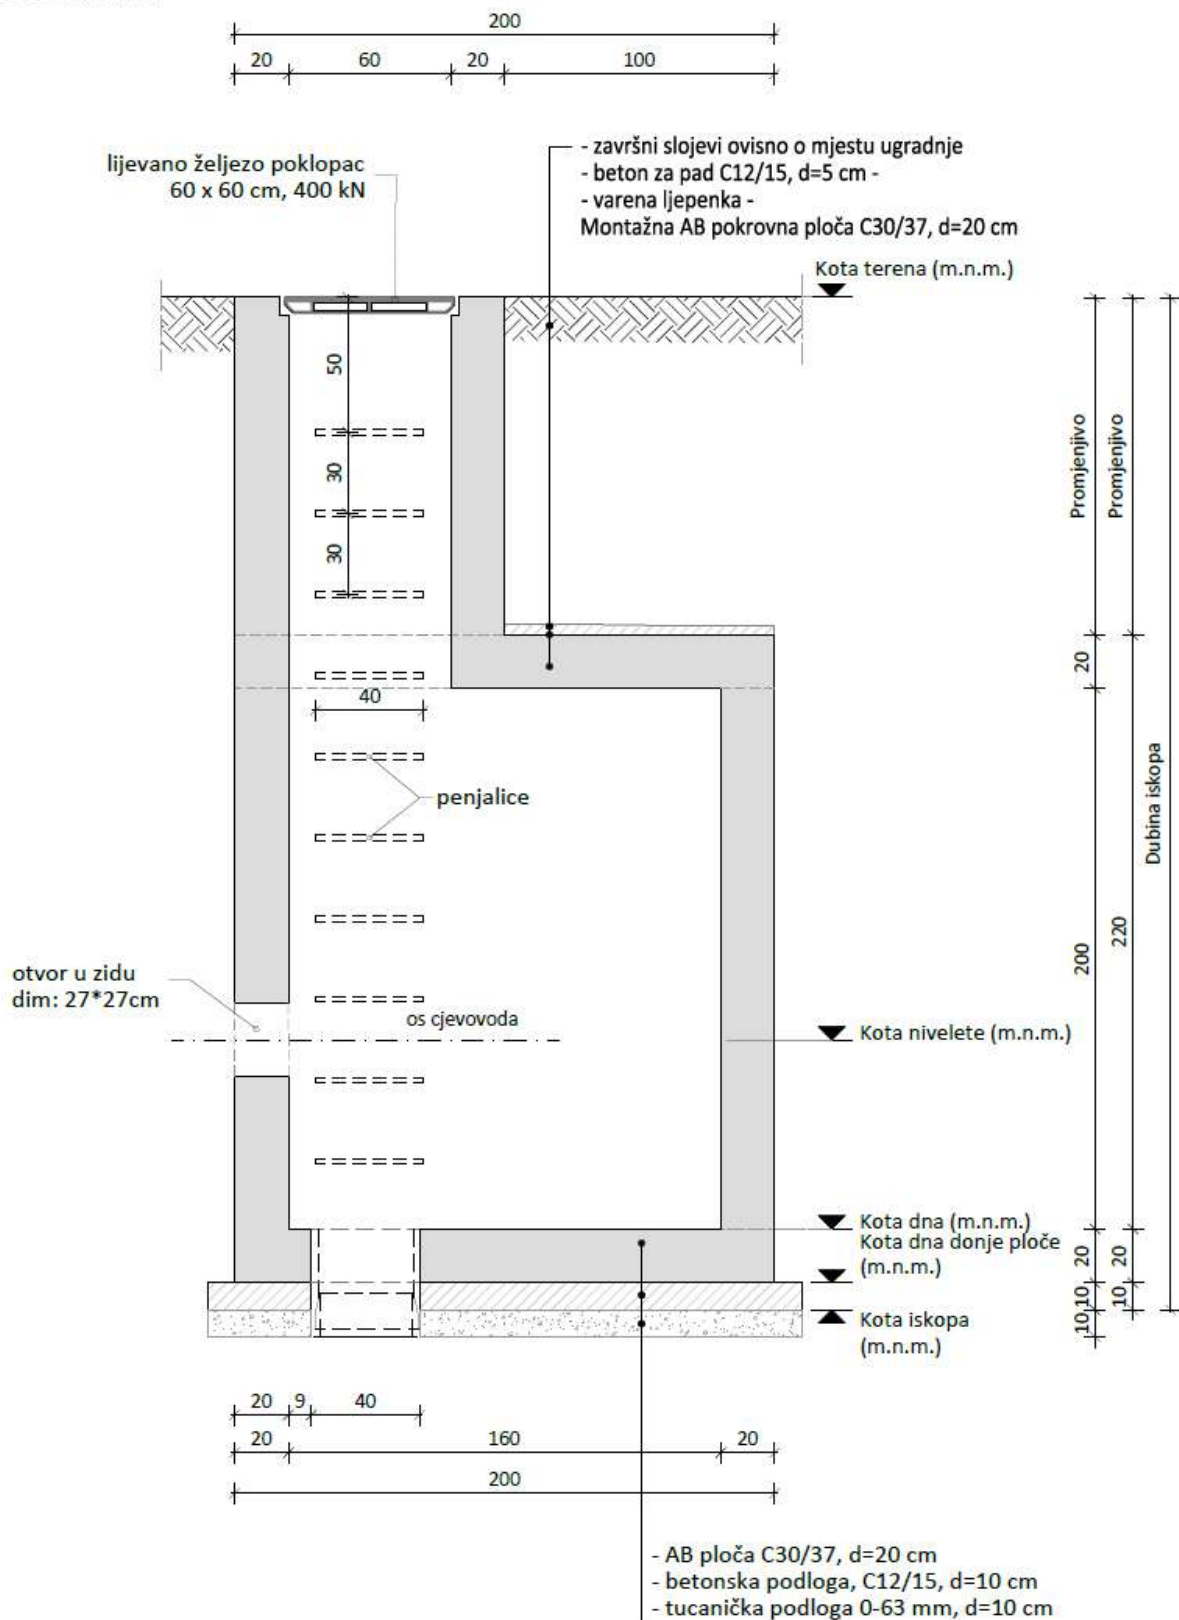 200
20 60 20 100
lijevano željezo poklopac
60 x 60 cm, 400 kN
- završni slojevi ovisno o mjestu ugradnje
- beton za pad C12/15, d=5 cm -
- varena ljepenka -
Montažna AB pokrovna ploča C30/37, d=20 cm
Kota terena (m.n.m.)
50
30
30
40
penjalice
otvor u zidu
dim: 27*27cm
os cjevovoda
Kota nivelete (m.n.m.)
Kota dna (m.n.m.)
Kota dna donje ploče
(m.n.m.)
Kota iskopa
(m.n.m.)
Promjenjivo
20
200
20
10
10
Promjenjivo
220
20
10
Dubina iskopa
20 9 40
20 160 20
200
- AB ploča C30/37, d=20 cm
- betonska podloga, C12/15, d=10 cm
- tucanička podloga 0-63 mm, d=10 cm